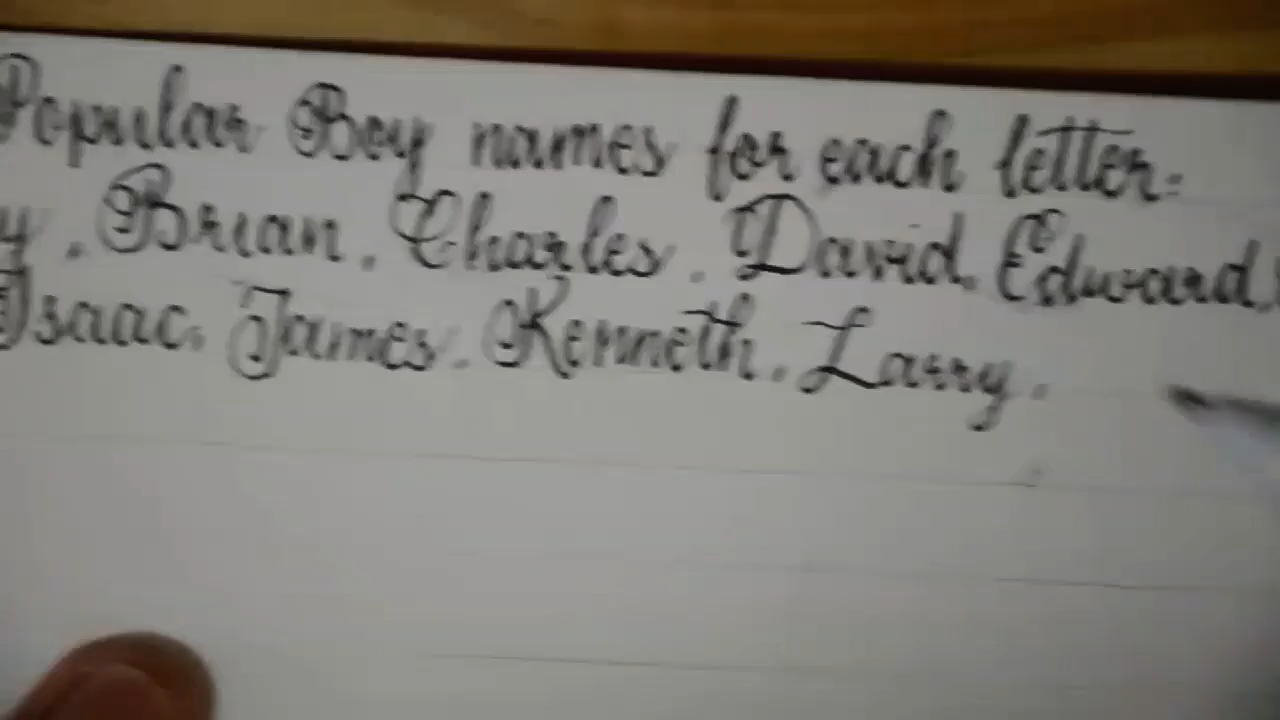 Popular Boy names for each letter:
y, Brian, Charles, David, Edward
Isaac, James, Kenneth, Larry,